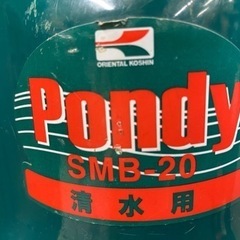 ORIENTAL KOSHIN
Pondy
SMB-20
清水用